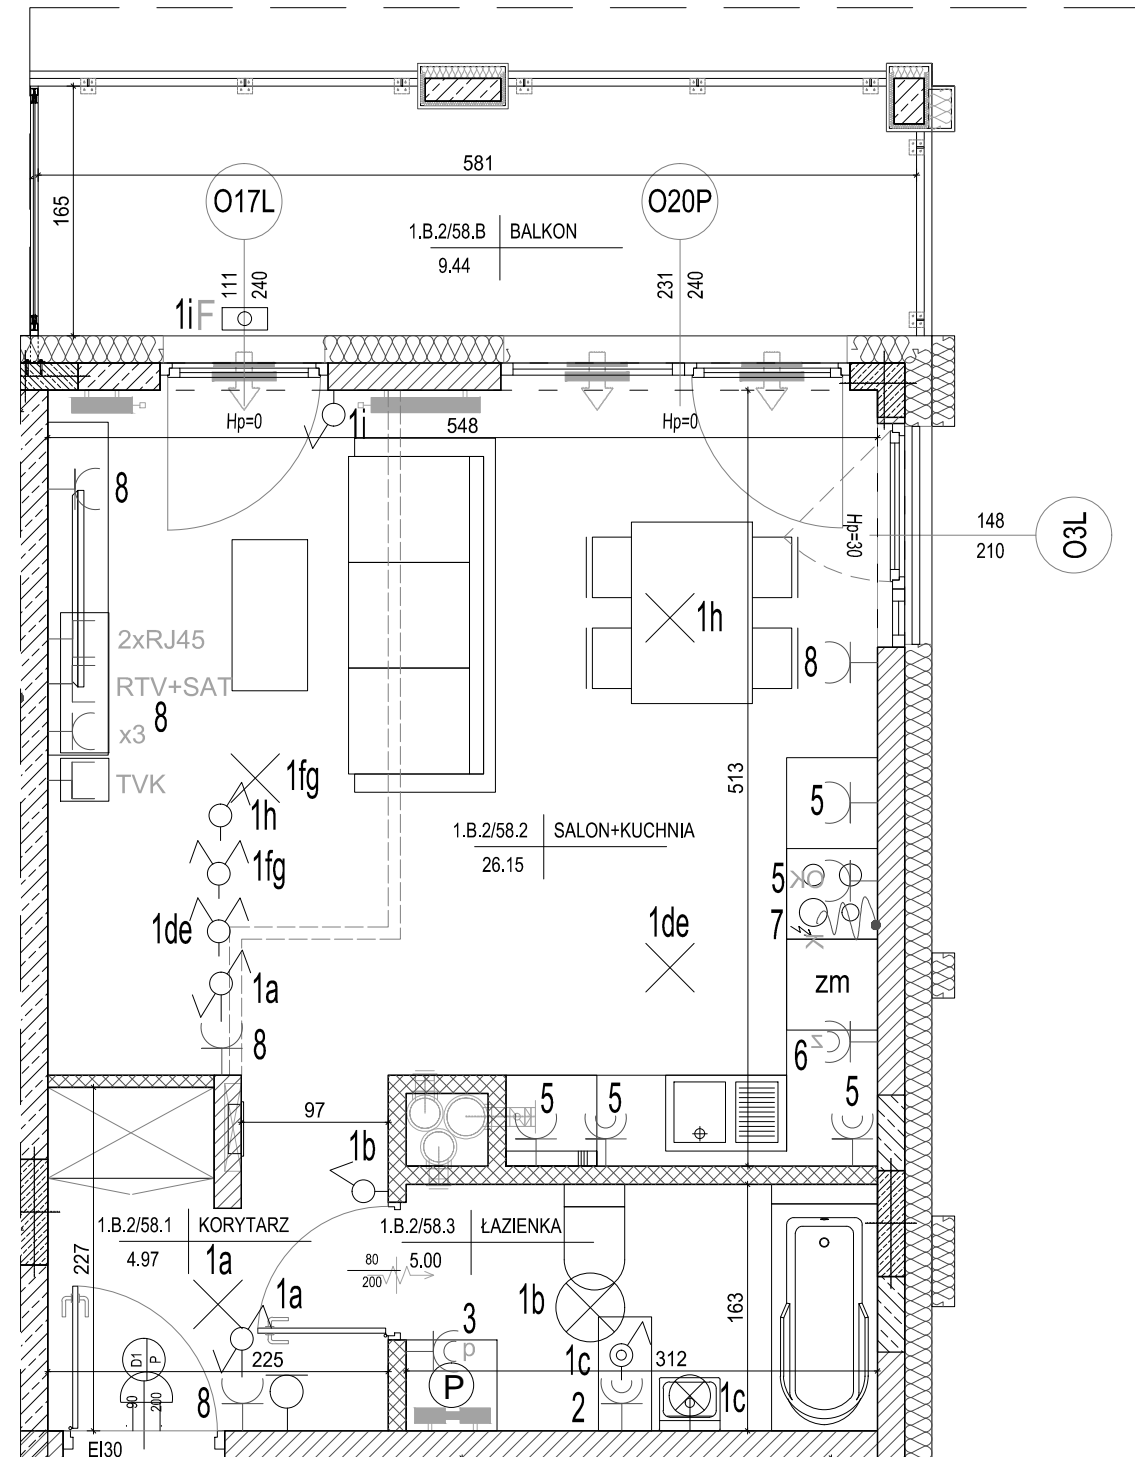 581
O17L
O20P
165
1.B.2/58.B
BALKON
9.44
111
240
231
240
1iF
Hp=0
1i
548
Hp=0
8
Hp=30
148
210
O3L
2xRJ45
1h
8
RTV+SAT
8
x3
TVK
1fg
513
1h
5
1.B.2/58.2
SALON+KUCHNIA
26.15
1fg
5
OK
7
K
1de
1de
1a
zm
8
6
Z
5
5
5
97
1b
1.B.2/58.1
KORYTARZ
4.97
1.B.2/58.3
ŁAZIENKA
5.00
227
80
200
1a
1a
1b
163
3
p
D1
P
90
200
225
1c
312
8
P
2
1c
EI30